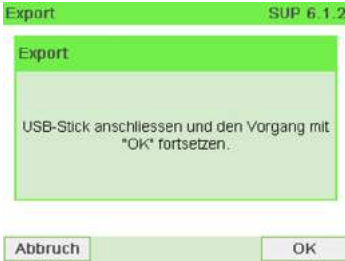 Export SUP 6.1.2
Export
USB-Stick anschliessen und den Vorgang mit
"OK" fortsetzen.
Abbruch OK